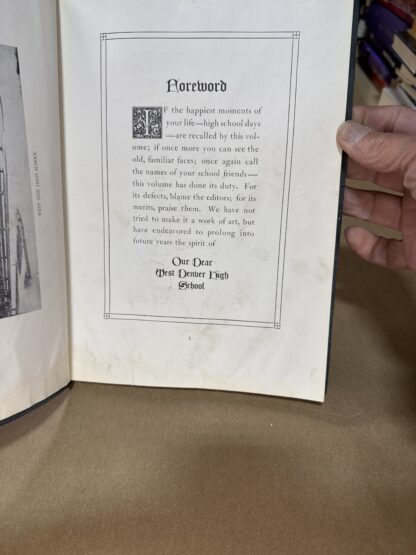 Foreword
IF the happiest moments of
your life—high school days
—are recalled by this vol-
ume; if once more you can see the
old, familiar faces; once again call
the names of your school friends—
this volume has done its duty. For
its defects, blame the editors; for its
merits, praise them. We have not
tried to make it a work of art, but
have endeavored to prolong into
future years the spirit of
Our Dear
West Denver High
School